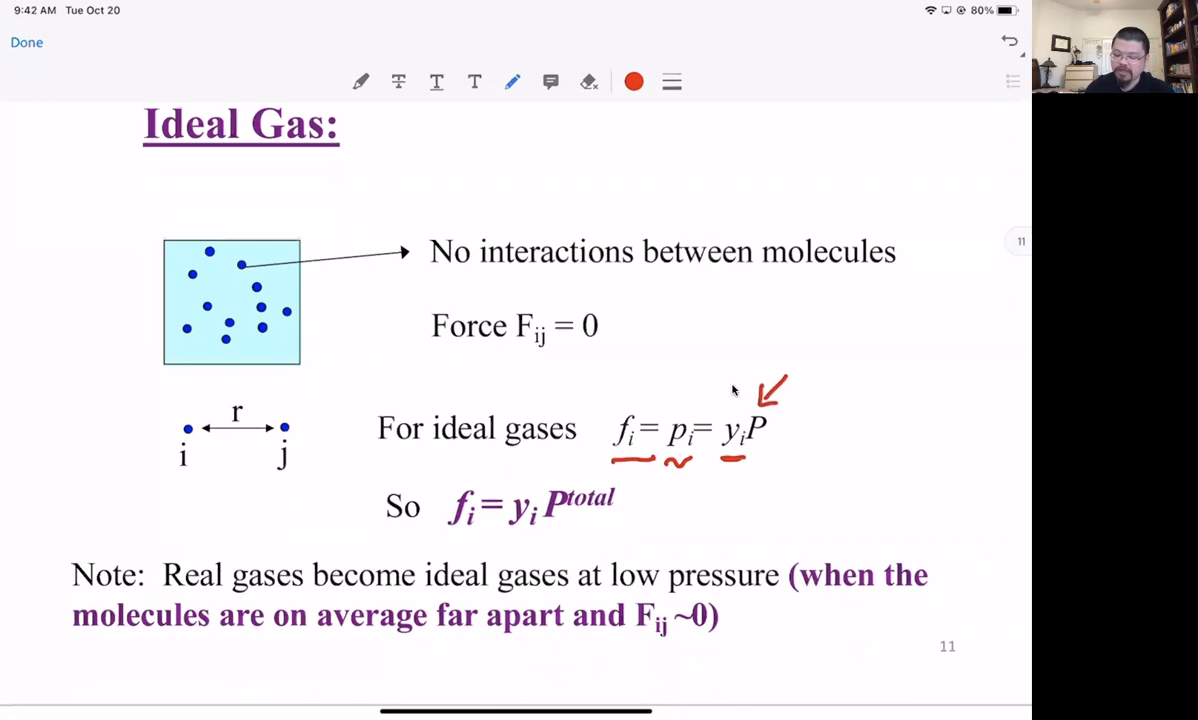 9:42 AM Tue Oct 20
80%
Done
T T T
Ideal Gas:
11
No interactions between molecules
Force Fij = 0
r
i j
For ideal gases fi= pi= yiP
So fi= yi Ptotal
Note: Real gases become ideal gases at low pressure (when the
molecules are on average far apart and Fij ~0)
11